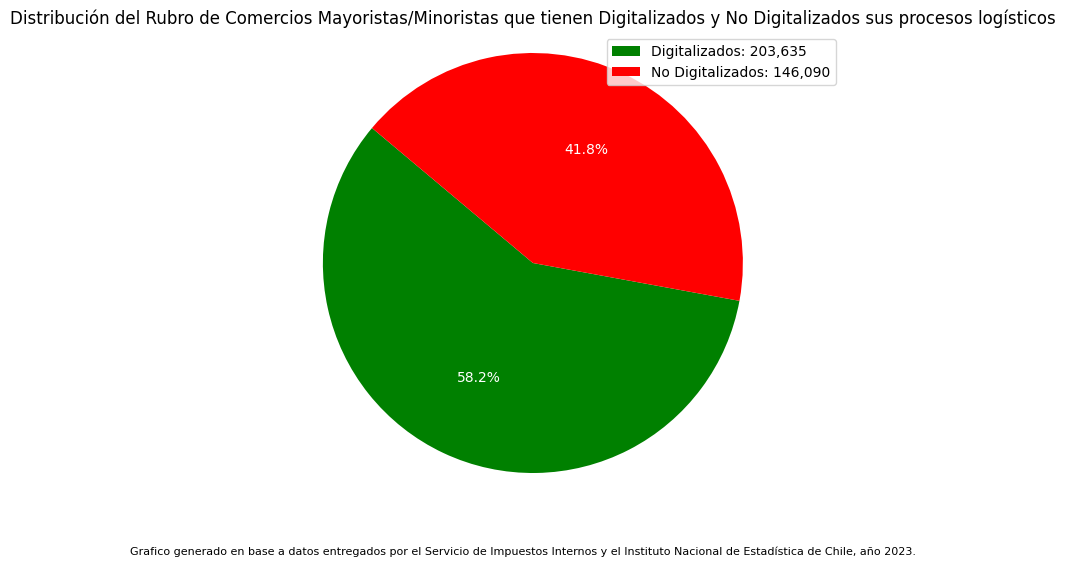 Distribución del Rubro de Comercios Mayoristas/Minoristas que tienen Digitalizados y No Digitalizados sus procesos logísticos
Digitalizados: 203,635
No Digitalizados: 146,090
41.8%
58.2%
Grafico generado en base a datos entregados por el Servicio de Impuestos Internos y el Instituto Nacional de Estadística de Chile, año 2023.